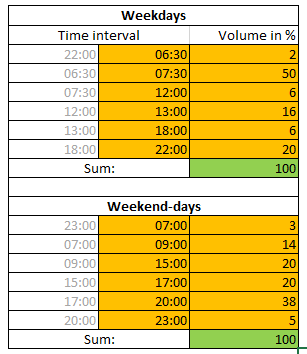 Weekdays
Time interval Volume in %
22:00 06:30 2
06:30 07:30 50
07:30 12:00 6
12:00 13:00 16
13:00 18:00 6
18:00 22:00 20
Sum: 100
Weekend-days
23:00 07:00 3
07:00 09:00 14
09:00 15:00 20
15:00 17:00 20
17:00 20:00 38
20:00 23:00 5
Sum: 100